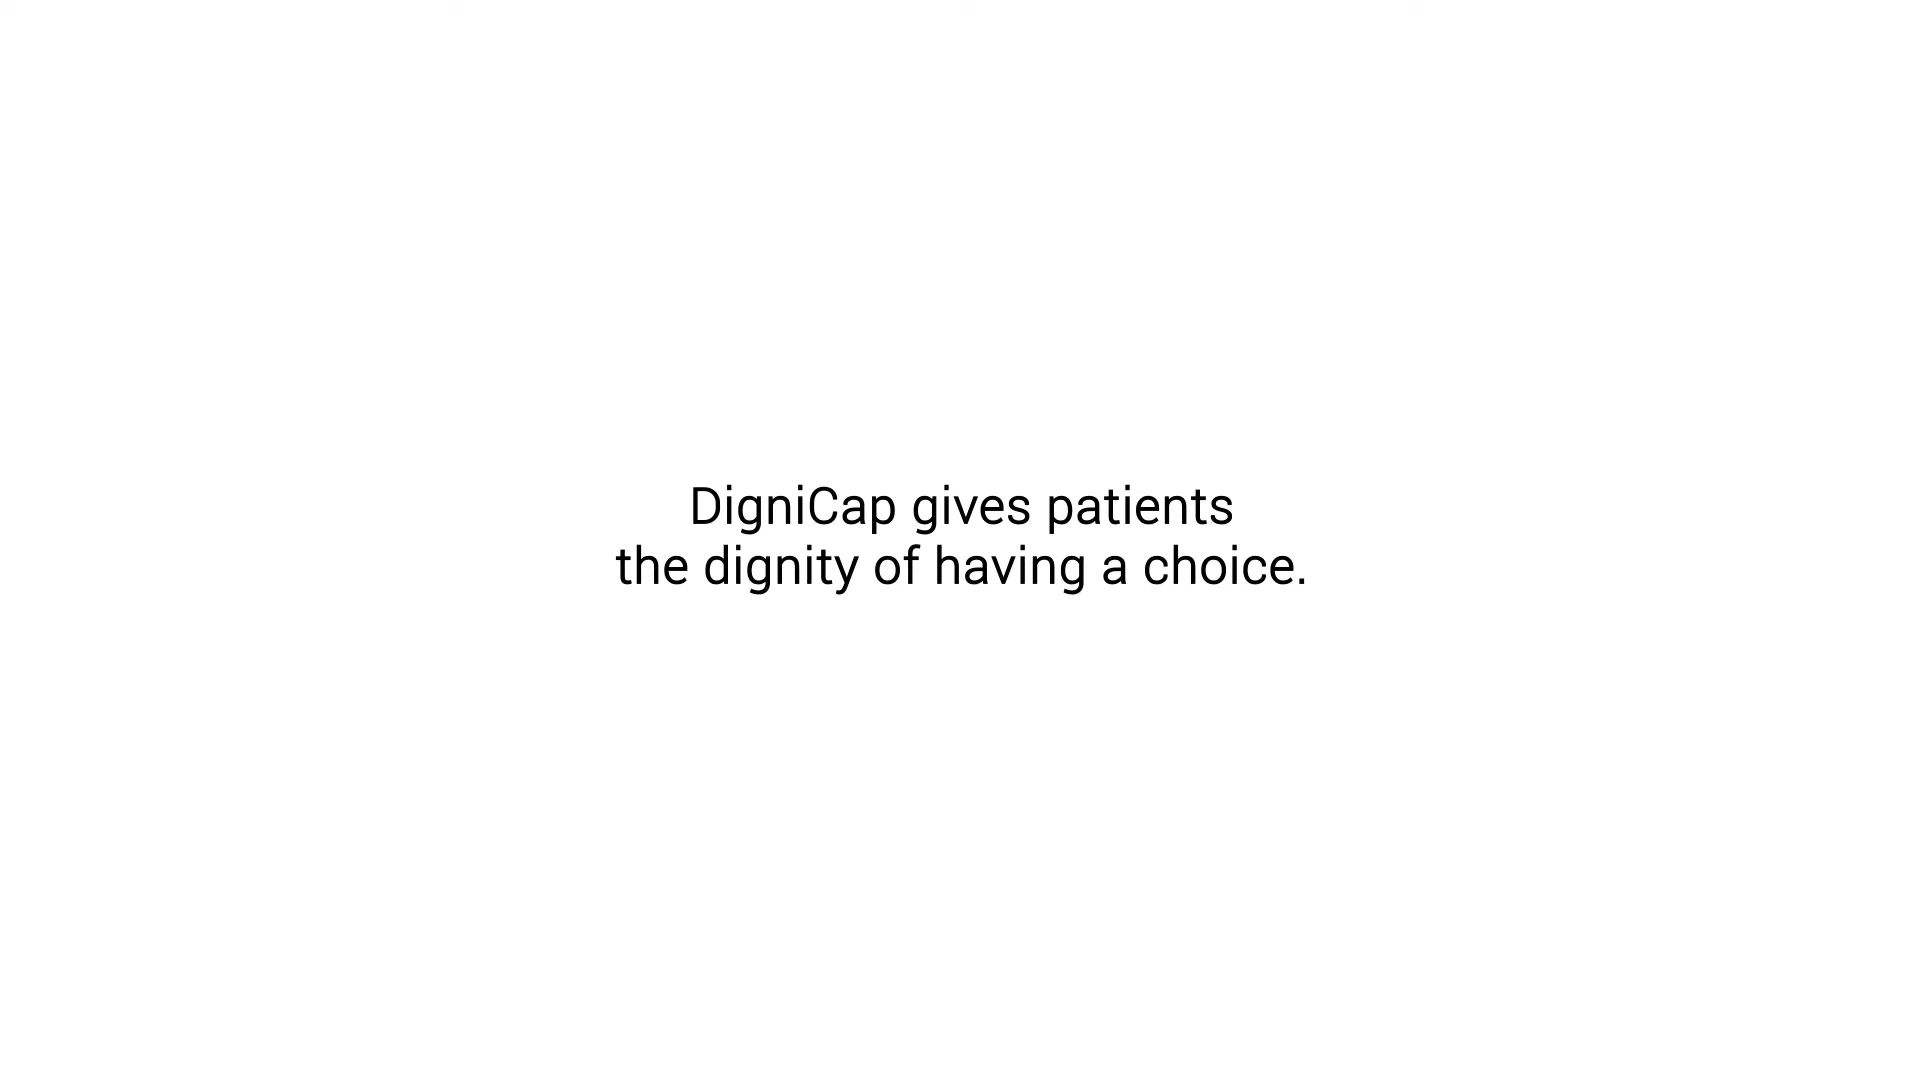 DigniCap gives patients
the dignity of having a choice.